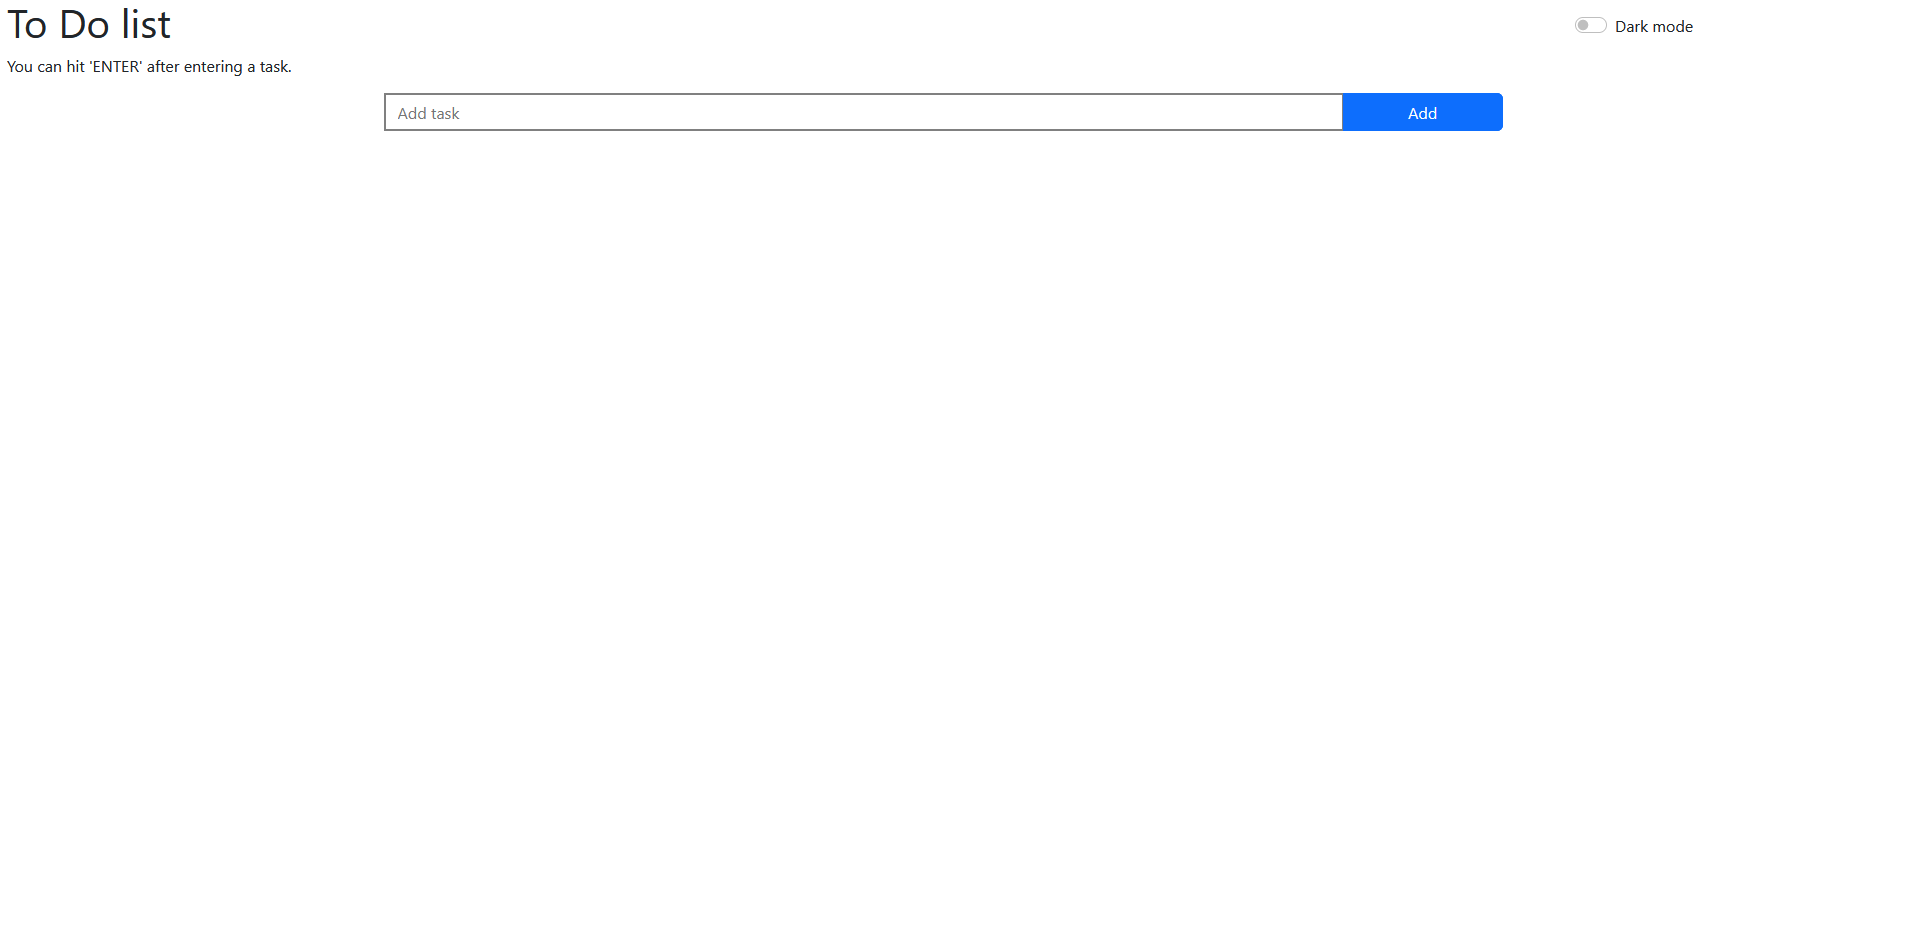 To Do list
Dark mode
You can hit 'ENTER' after entering a task.
Add task
Add